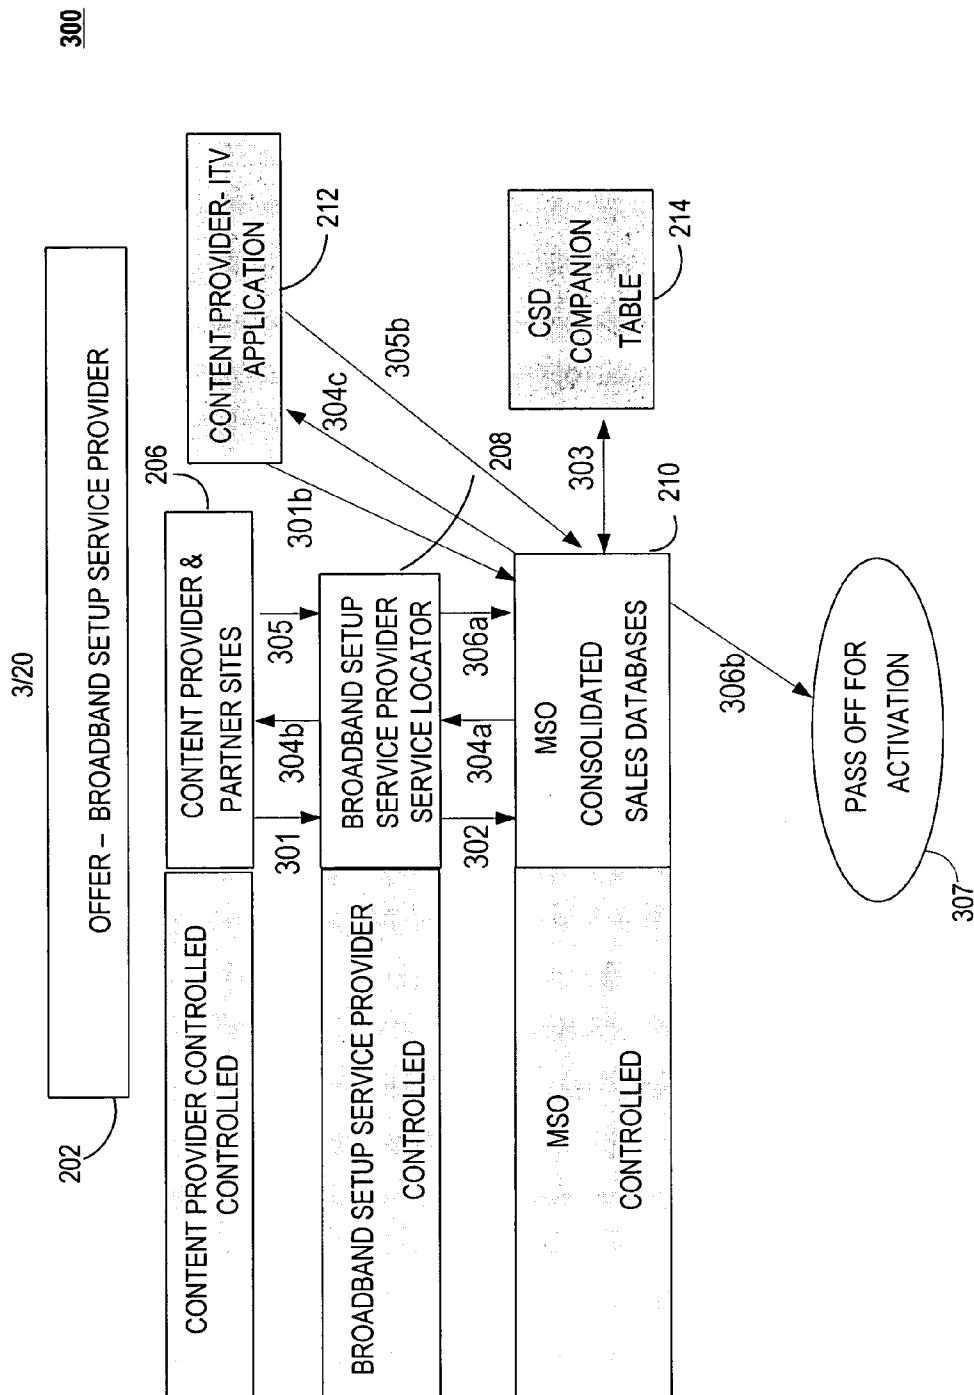 3/20
300
OFFER – BROADBAND SETUP SERVICE PROVIDER
202
CONTENT PROVIDER CONTROLLED
CONTROLLED
CONTENT PROVIDER &
PARTNER SITES
206
CONTENT PROVIDER- ITV
APPLICATION
212
301
304b
305
301b
304c
305b
BROADBAND SETUP SERVICE PROVIDER
CONTROLLED
BROADBAND SETUP
SERVICE PROVIDER
SERVICE LOCATOR
208
302
304a
306a
MSO
CONTROLLED
MSO
CONSOLIDATED
SALES DATABASES
210
303
CSD
COMPANION
TABLE
214
306b
PASS OFF FOR
ACTIVATION
307